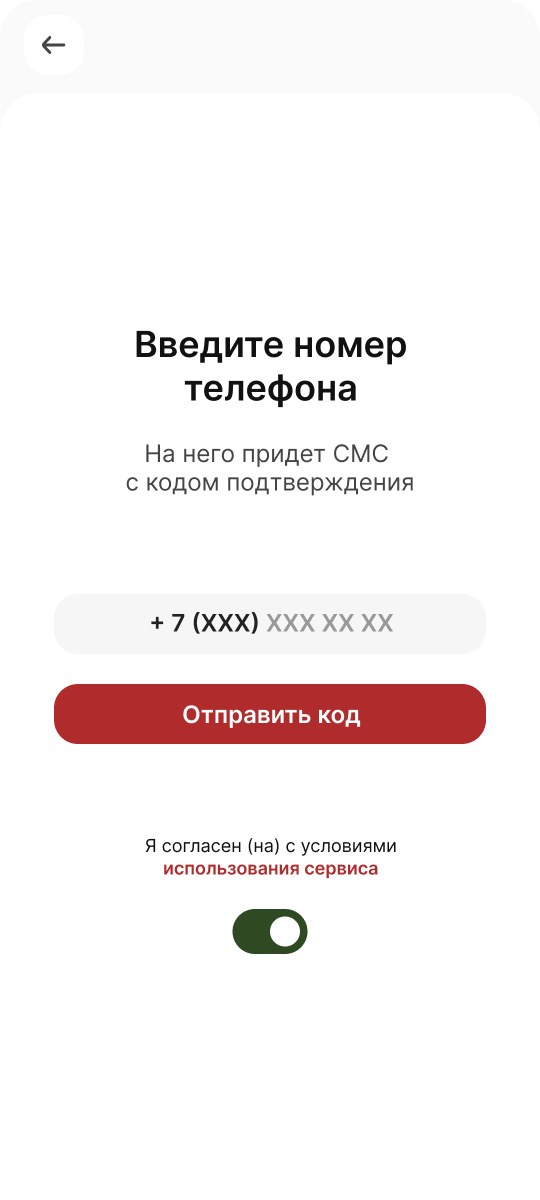 Введите номер
телефона
На него придет СМС
с кодом подтверждения
+ 7 (XXX) XXX XX XX
Отправить код
Я согласен (на) с условиями
использования сервиса